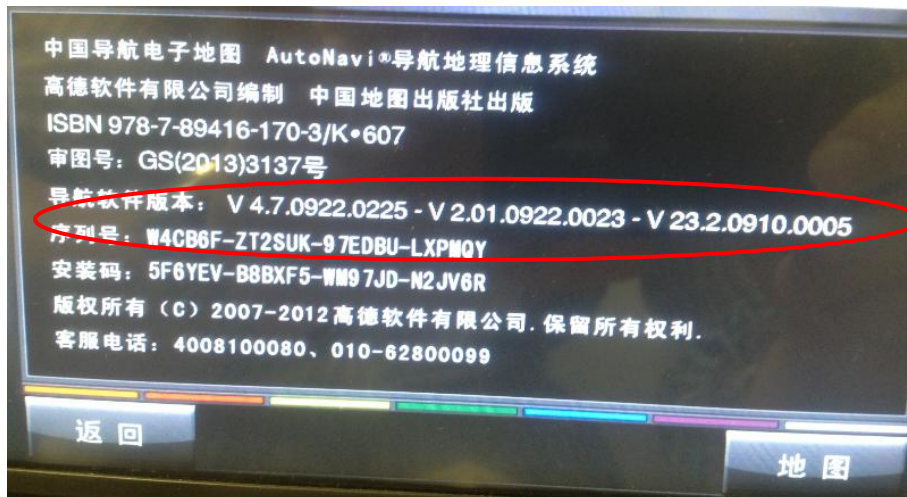 中国导航电子地图 AutoNavi®导航地理信息系统
高德软件有限公司编制 中国地图出版社出版
ISBN 978-7-89416-170-3/K•607
审图号：GS(2013)3137号
导航软件版本： V 4.7.0922.0225 - V 2.01.0922.0023 - V 23.2.0910.0005
序列号：W4CB6F-ZT2SUK-97EDBU-LXPMQY
安装码：5F6YEV-B8BXF5-WM97JD-N2JV6R
版权所有（C）2007-2012高德软件有限公司.保留所有权利.
客服电话：4008100080、010-62800099
返回
地图